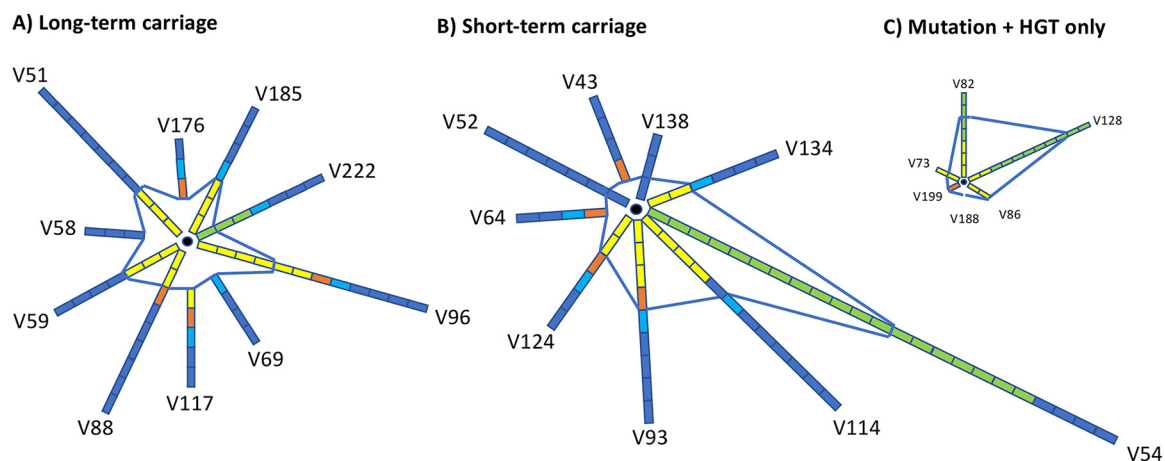 A) Long-term carriage
B) Short-term carriage
C) Mutation + HGT only
V51
V185
V176
V222
V58
V59
V96
V69
V117
V88
V43
V52
V138
V134
V64
V124
V93
V114
V54
V82
V128
V73
V199
V188
V86